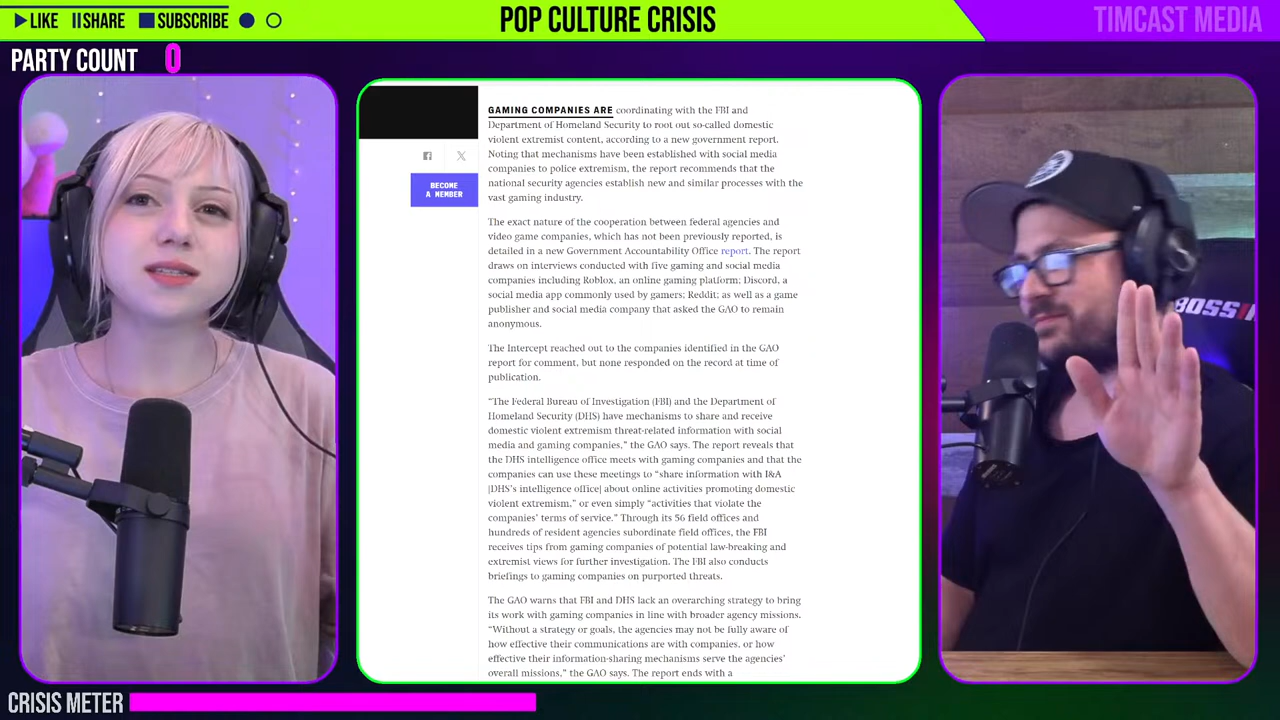 LIKE SHARE SUBSCRIBE
POP CULTURE CRISIS
TIMCAST MEDIA
PARTY COUNT 0
GAMING COMPANIES ARE coordinating with the FBI and
Department of Homeland Security to root out so-called domestic
violent extremist content, according to a new government report.
Noting that mechanisms have been established with social media
companies to police extremism, the report recommends that the
national security agencies establish new and similar processes with the
vast gaming industry.
BECOME
A MEMBER
The exact nature of the cooperation between federal agencies and
video game companies, which has not been previously reported, is
detailed in a new Government Accountability Office report. The report
draws on interviews conducted with five gaming and social media
companies including Roblox, an online gaming platform; Discord, a
social media app commonly used by gamers; Reddit; as well as a game
publisher and social media company that asked the GAO to remain
anonymous.
The Intercept reached out to the companies identified in the GAO
report for comment, but none responded on the record at time of
publication.
“The Federal Bureau of Investigation (FBI) and the Department of
Homeland Security (DHS) have mechanisms to share and receive
domestic violent extremism threat-related information with social
media and gaming companies,” the GAO says. The report reveals that
the DHS intelligence office meets with gaming companies and that the
companies can use these meetings to “share information with I&A
[DHS’s intelligence office] about online activities promoting domestic
violent extremism,” or even simply “activities that violate the
companies’ terms of service.” Through its 56 field offices and
hundreds of resident agencies subordinate field offices, the FBI
receives tips from gaming companies of potential law-breaking and
extremist views for further investigation. The FBI also conducts
briefings to gaming companies on purported threats.
The GAO warns that FBI and DHS lack an overarching strategy to bring
its work with gaming companies in line with broader agency missions.
“Without a strategy or goals, the agencies may not be fully aware of
how effective their communications are with companies, or how
effective their information-sharing mechanisms serve the agencies’
overall missions,” the GAO says. The report ends with a
CRISIS METER